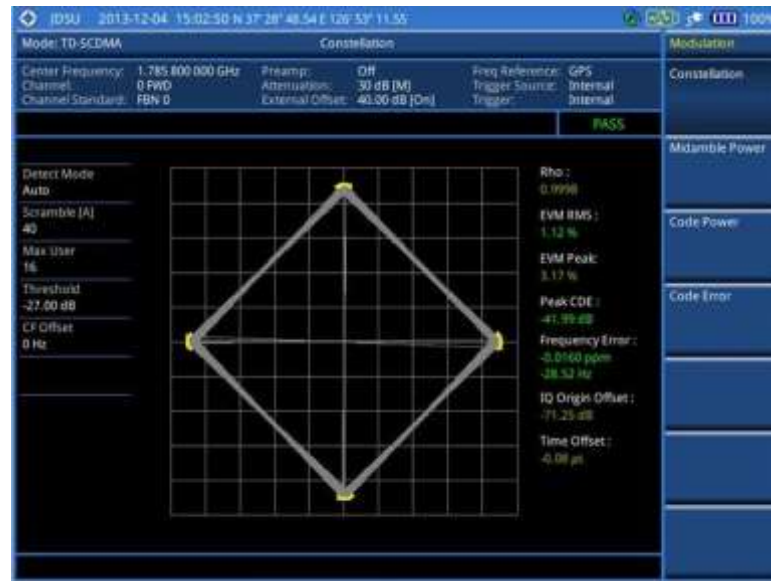 JDSU 2013-12-04 15:02:50 N 37° 28' 48.54 E 126° 53' 11.55 100%
Mode: TD-SCDMA Constellation Modulation
Center Frequency: 1.785 800 000 GHz Preamp: Off Freq Reference: GPS
Channel: 0 FWD Attenuation: 30 dB [M] Trigger Source: Internal
Channel Standard: FBN 0 External Offset: 40.00 dB [On] Trigger: Internal
PASS
Constellation
Midamble Power
Code Power
Code Error
Detect Mode
Auto
Scramble [A]
40
Max User
16
Threshold
-27.00 dB
CF Offset
0 Hz
Rho :
0.9998
EVM RMS :
1.12 %
EVM Peak:
3.17 %
Peak CDE :
-41.99 dB
Frequency Error :
-0.0160 ppm
-28.52 Hz
IQ Origin Offset :
-71.25 dB
Time Offset :
-0.08 µs